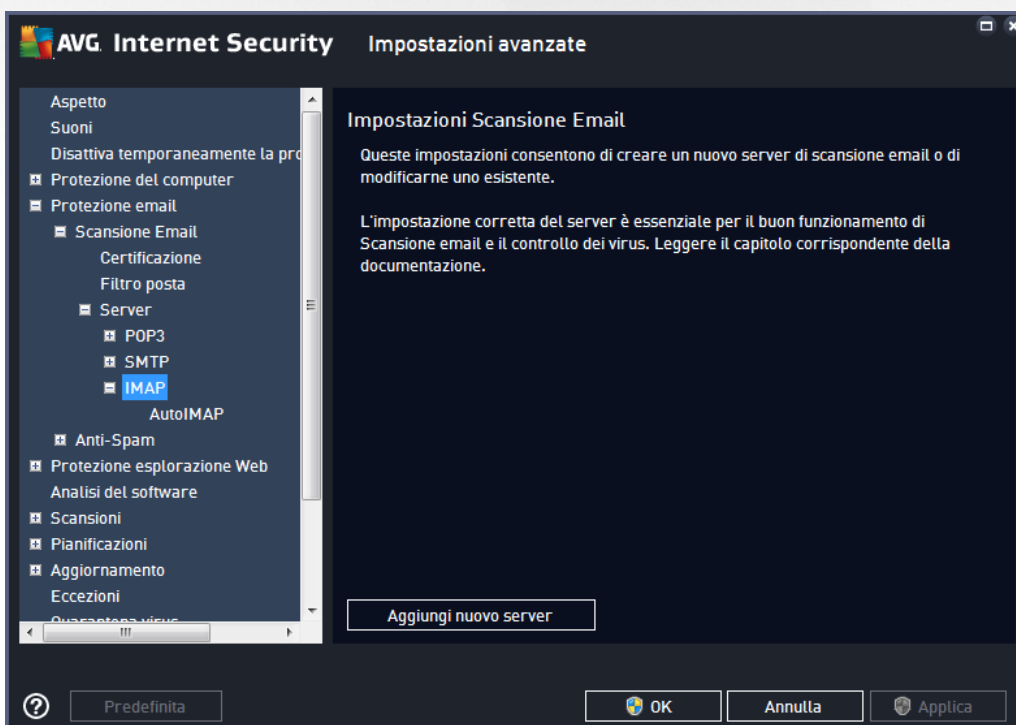 AVG. Internet Security Impostazioni avanzate
Aspetto
Suoni
Disattiva temporaneamente la pro
Protezione del computer
Protezione email
Scansione Email
Certificazione
Filtro posta
Server
POP3
SMTP
IMAP
AutoIMAP
Anti-Spam
Protezione esplorazione Web
Analisi del software
Scansioni
Pianificazioni
Aggiornamento
Eccezioni
Quarantena virus
Impostazioni Scansione Email
Queste impostazioni consentono di creare un nuovo server di scansione email o di
modificarne uno esistente.
L'impostazione corretta del server è essenziale per il buon funzionamento di
Scansione email e il controllo dei virus. Leggere il capitolo corrispondente della
documentazione.
Aggiungi nuovo server
Predefinita
OK
Annulla
Applica